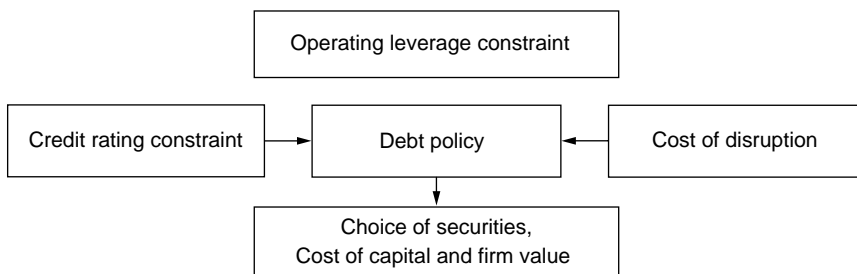 Operating leverage constraint
Credit rating constraint
Debt policy
Cost of disruption
Choice of securities,
Cost of capital and firm value